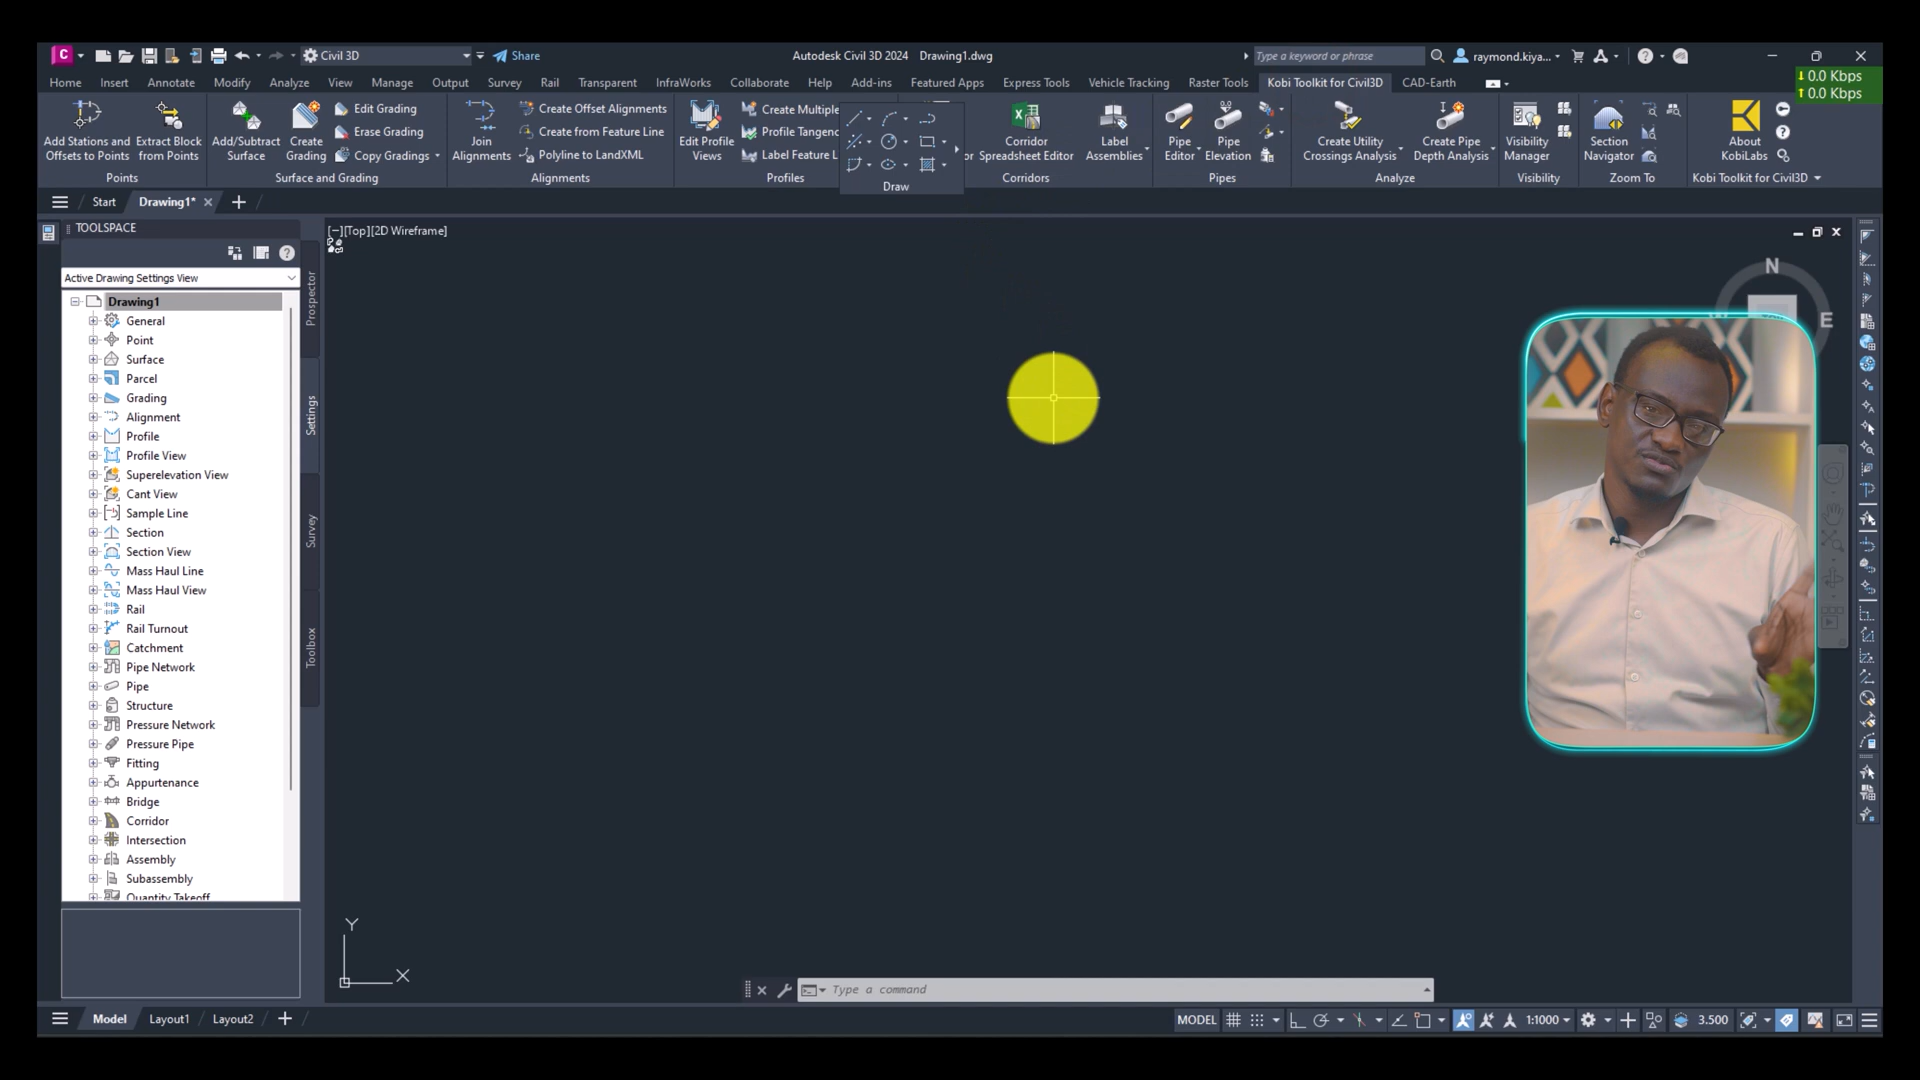 C
Civil 3D
Share
Autodesk Civil 3D 2024 Drawing1.dwg
Type a keyword or phrase
raymond.kiya...
Home Insert Annotate Modify Analyze View Manage Output Survey Rail Transparent InfraWorks Collaborate Help Add-ins Featured Apps Express Tools Vehicle Tracking Raster Tools Kobi Toolkit for Civil3D CAD-Earth
0.0 Kbps
0.0 Kbps
Add Stations and Offsets to Points
Extract Block from Points
Points
Add/Subtract Surface
Create Grading
Edit Grading
Erase Grading
Copy Gradings
Surface and Grading
Join Alignments
Create Offset Alignments
Create from Feature Line
Polyline to LandXML
Alignments
Edit Profile Views
Create Multiple
Profile Tangenc
Label Feature L
Profiles
Draw
or
Corridor Spreadsheet Editor
Label Assemblies
Corridors
Pipe Editor
Pipe Elevation
Pipes
Create Utility Crossings Analysis
Create Pipe Depth Analysis
Analyze
Visibility Manager
Visibility
Section Navigator
Zoom To
About KobiLabs
Kobi Toolkit for Civil3D
Start
Drawing1*
TOOLSPACE
Active Drawing Settings View
Drawing1
General
Point
Surface
Parcel
Grading
Alignment
Profile
Profile View
Superelevation View
Cant View
Sample Line
Section
Section View
Mass Haul Line
Mass Haul View
Rail
Rail Turnout
Catchment
Pipe Network
Pipe
Structure
Pressure Network
Pressure Pipe
Fitting
Appurtenance
Bridge
Corridor
Intersection
Assembly
Subassembly
Quantity Takeoff
Prospector
Settings
Survey
Toolbox
[−][Top][2D Wireframe]
N
E
Y
X
Type a command
Model
Layout1
Layout2
MODEL
1:1000
3.500